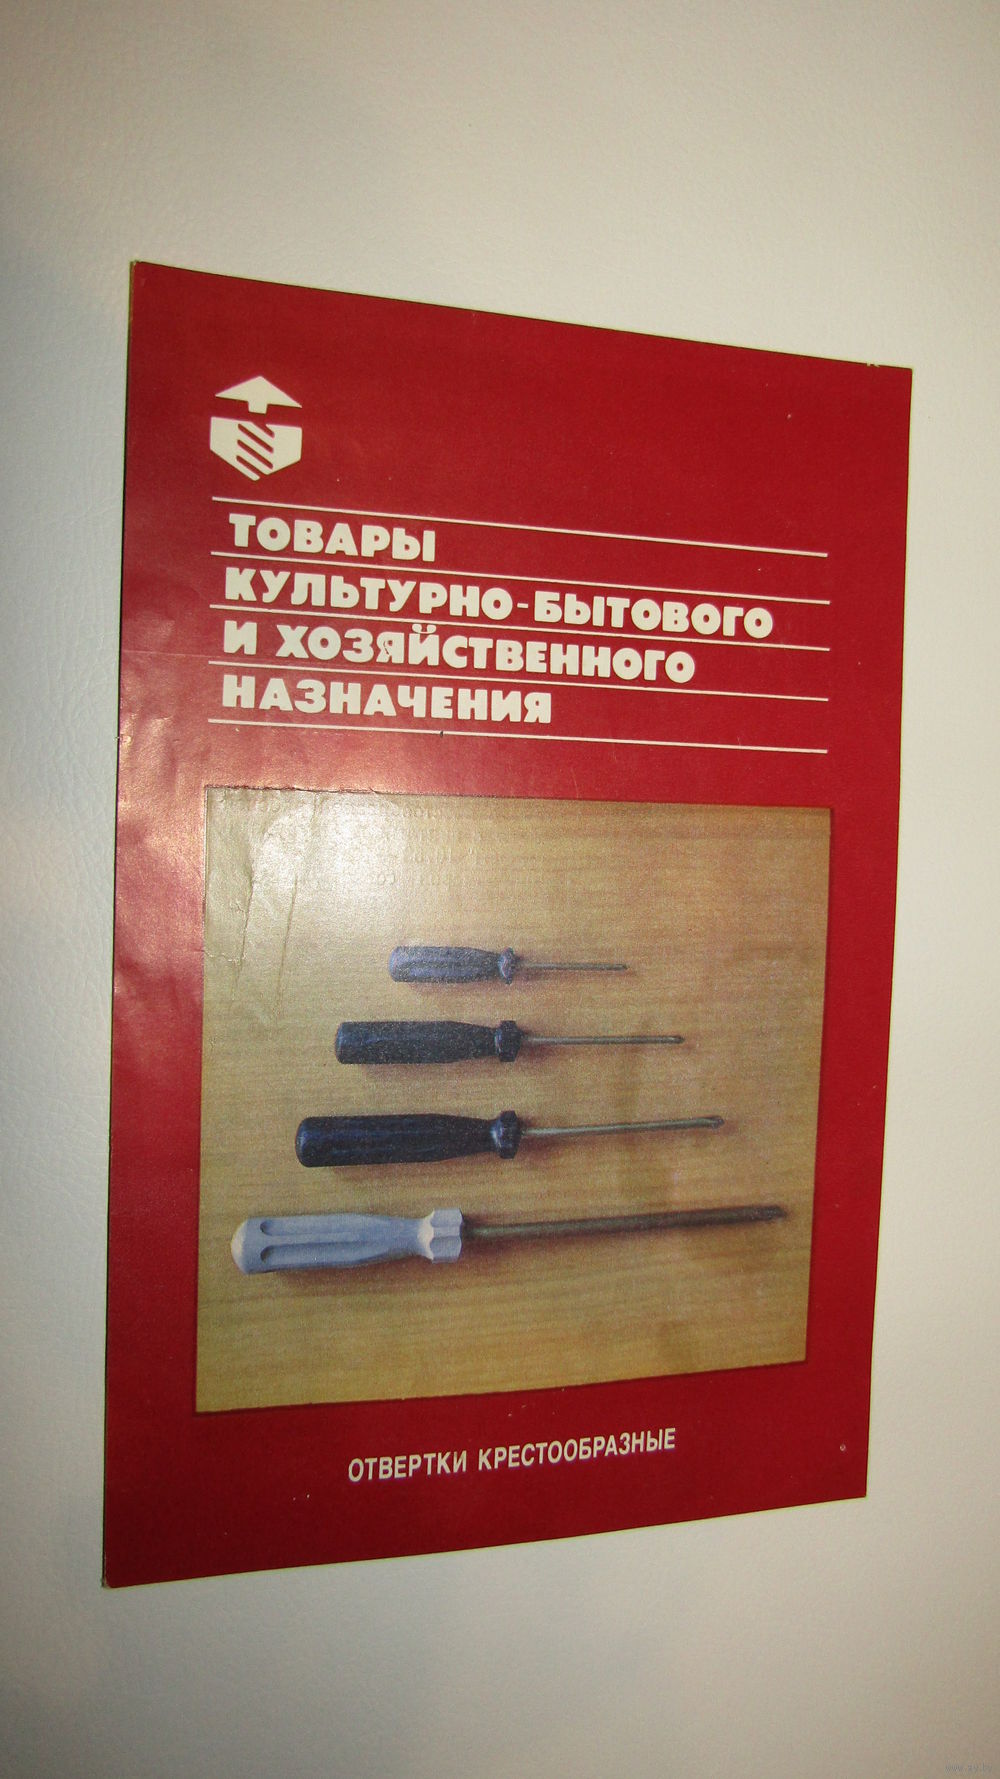 ТОВАРЫ
КУЛЬТУРНО-БЫТОВОГО
И ХОЗЯЙСТВЕННОГО
НАЗНАЧЕНИЯ
ОТВЕРТКИ КРЕСТООБРАЗНЫЕ